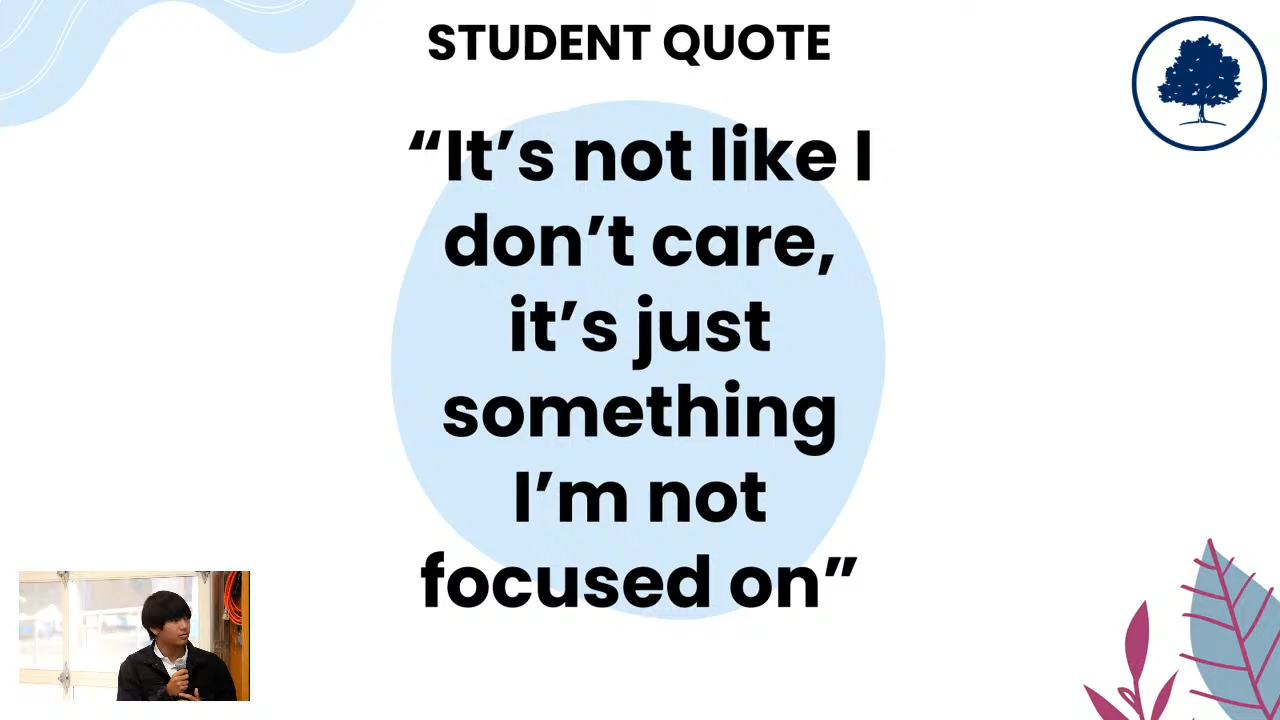 STUDENT QUOTE
“It’s not like I
don’t care,
it’s just
something
I’m not
focused on”